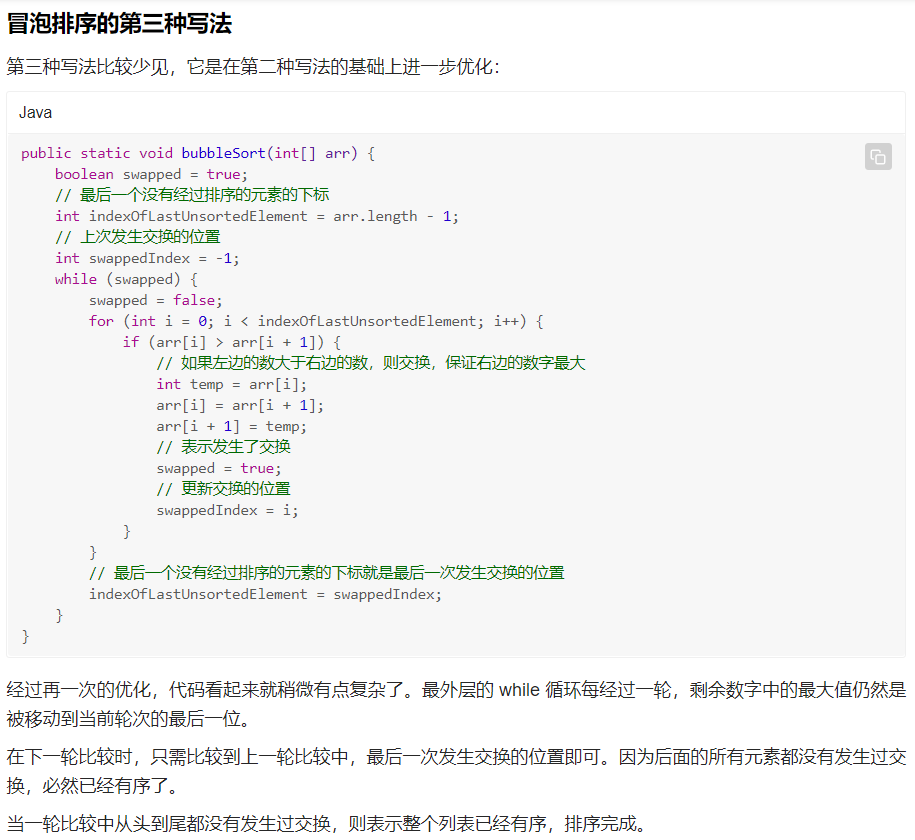 冒泡排序的第三种写法
第三种写法比较少见，它是在第二种写法的基础上进一步优化：
Java
public static void bubbleSort(int[] arr) {
    boolean swapped = true;
    // 最后一个没有经过排序的元素的下标
    int indexOfLastUnsortedElement = arr.length - 1;
    // 上次发生交换的位置
    int swappedIndex = -1;
    while (swapped) {
        swapped = false;
        for (int i = 0; i < indexOfLastUnsortedElement; i++) {
            if (arr[i] > arr[i + 1]) {
                // 如果左边的数大于右边的数，则交换，保证右边的数字最大
                int temp = arr[i];
                arr[i] = arr[i + 1];
                arr[i + 1] = temp;
                // 表示发生了交换
                swapped = true;
                // 更新交换的位置
                swappedIndex = i;
            }
        }
        // 最后一个没有经过排序的元素的下标就是最后一次发生交换的位置
        indexOfLastUnsortedElement = swappedIndex;
    }
}
经过再一次的优化，代码看起来就稍微有点复杂了。最外层的 while 循环每经过一轮，剩余数字中的最大值仍然是
被移动到当前轮次的最后一位。
在下一轮比较时，只需比较到上一轮比较中，最后一次发生交换的位置即可。因为后面的所有元素都没有发生过交
换，必然已经有序了。
当一轮比较中从头到尾都没有发生过交换，则表示整个列表已经有序，排序完成。